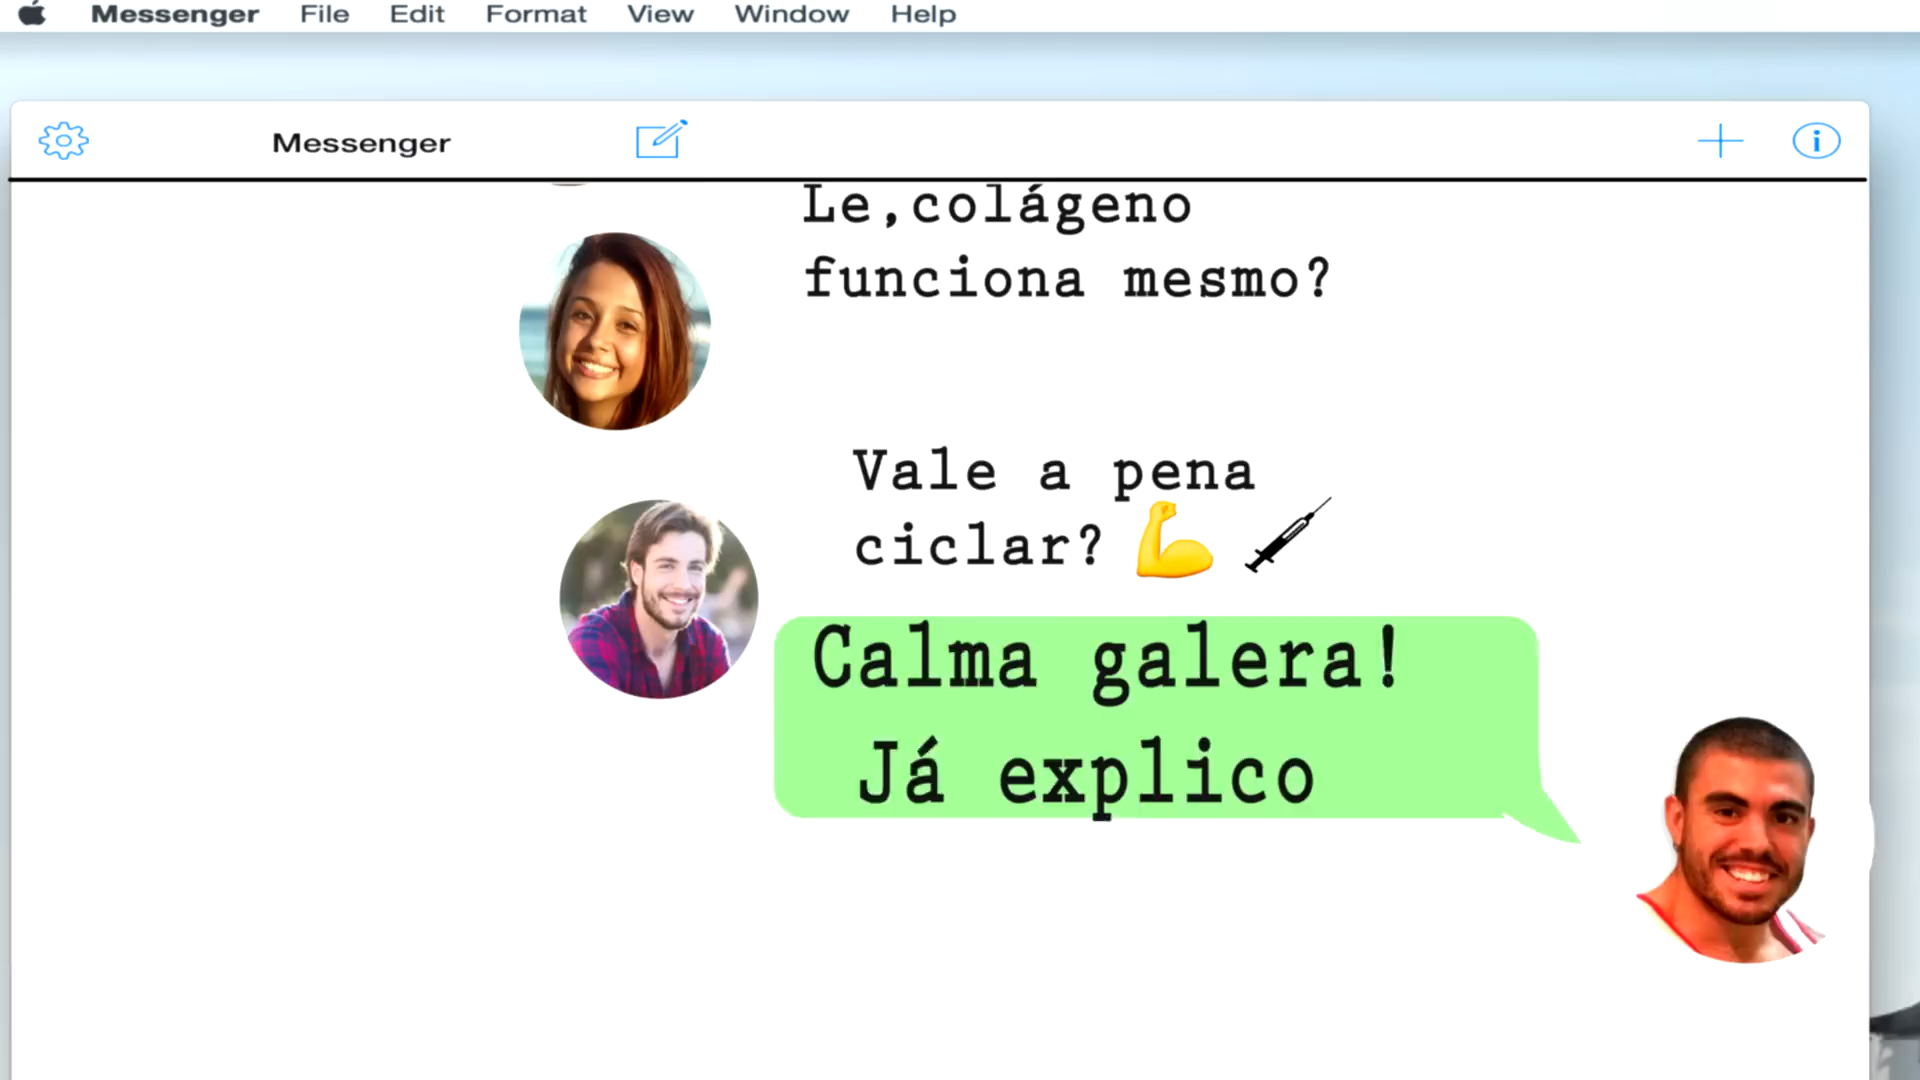 Messenger File Edit Format View Window Help
Messenger
Le,colágeno
funciona mesmo?
Vale a pena
ciclar?
Calma galera!
Já explico